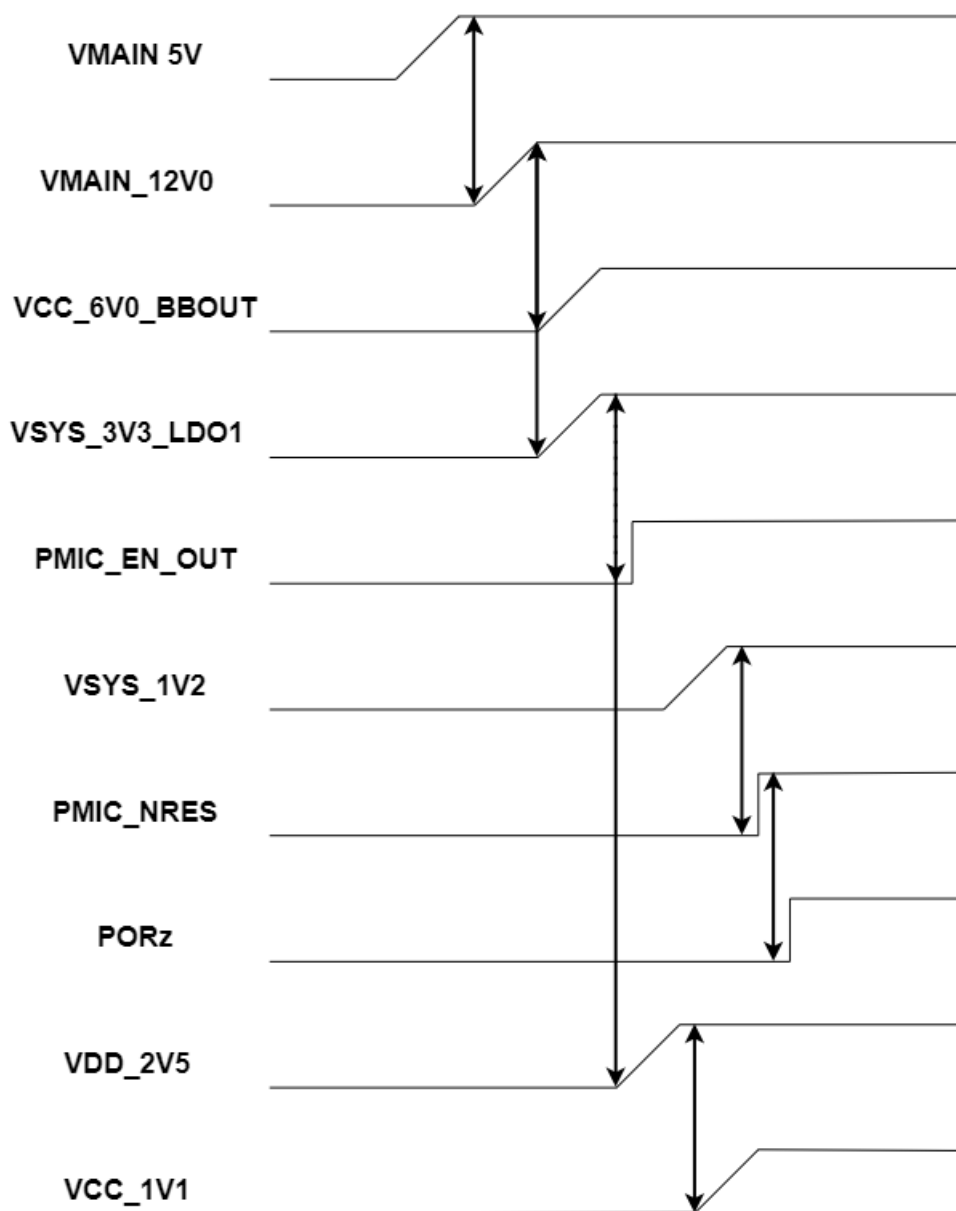 VMAIN 5V
VMAIN_12V0
VCC_6V0_BBOUT
VSYS_3V3_LDO1
PMIC_EN_OUT
VSYS_1V2
PMIC_NRES
PORz
VDD_2V5
VCC_1V1